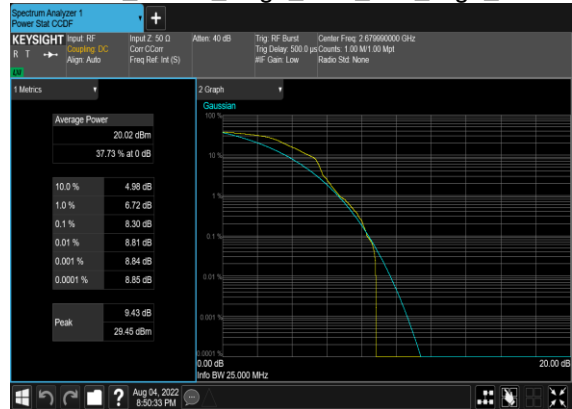 Spectrum Analyzer 1
Power Stat CCDF
+
KEYSIGHT
R T
Input: RF
Coupling: DC
Align: Auto
Input Z: 50 Ω
Corr CCorr
Freq Ref: Int (S)
Atten: 40 dB
Trig: RF Burst
Trig Delay: 500.0 µs
#IF Gain: Low
Center Freq: 2.679990000 GHz
Counts: 1.00 M/1.00 Mpt
Radio Std: None
1 Metrics
Average Power
20.02 dBm
37.73 % at 0 dB
10.0 % 4.98 dB
1.0 % 6.72 dB
0.1 % 8.30 dB
0.01 % 8.81 dB
0.001 % 8.84 dB
0.0001 % 8.85 dB
Peak 9.43 dB
29.45 dBm
2 Graph
Gaussian
100 %
10 %
1 %
0.1 %
0.01 %
0.001 %
0.0001 %
0.00 dB 20.00 dB
Info BW 25.000 MHz
?
Aug 04, 2022
8:50:33 PM